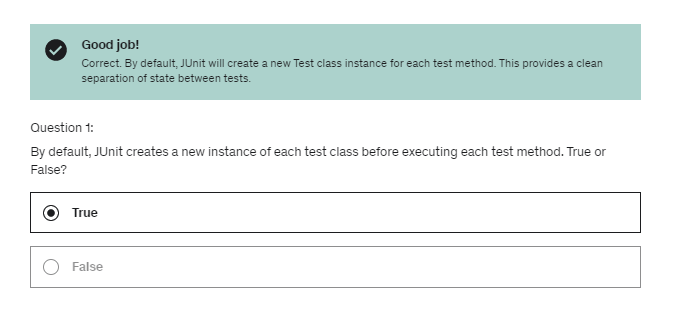 Good job!
Correct. By default, JUnit will create a new Test class instance for each test method. This provides a clean
separation of state between tests.
Question 1:
By default, JUnit creates a new instance of each test class before executing each test method. True or
False?
True
False